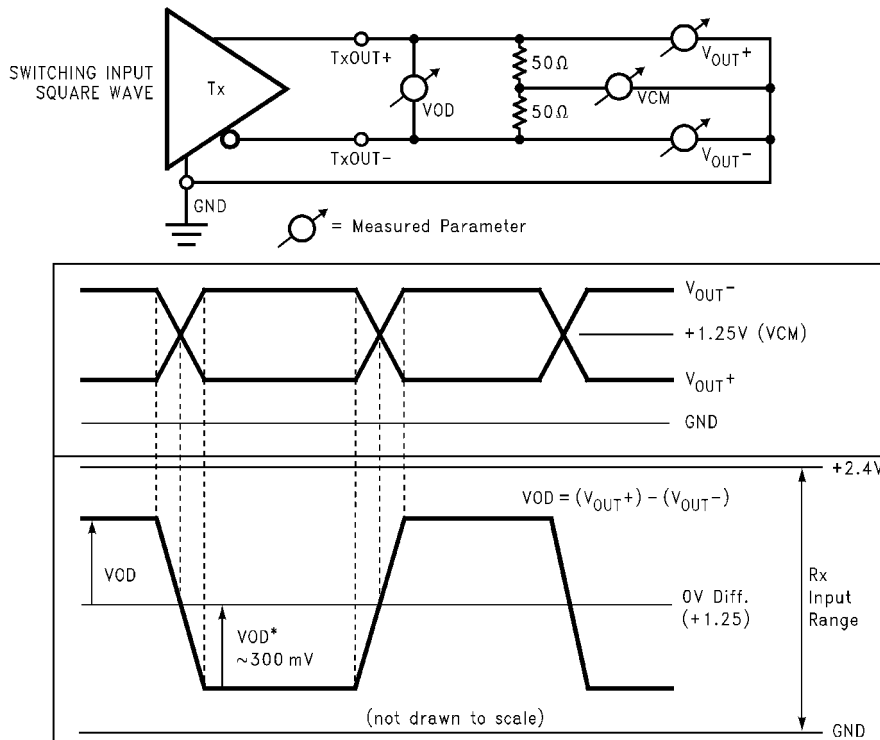 SWITCHING INPUT
SQUARE WAVE
Tx
TxOUT+
TxOUT−
VOD
50Ω
50Ω
VCM
VOUT+
VOUT−
GND
= Measured Parameter
VOUT−
+1.25V (VCM)
VOUT+
GND
+2.4V
VOD = (VOUT+) − (VOUT−)
VOD
0V Diff.
(+1.25)
Rx
Input
Range
VOD*
~300 mV
(not drawn to scale)
GND